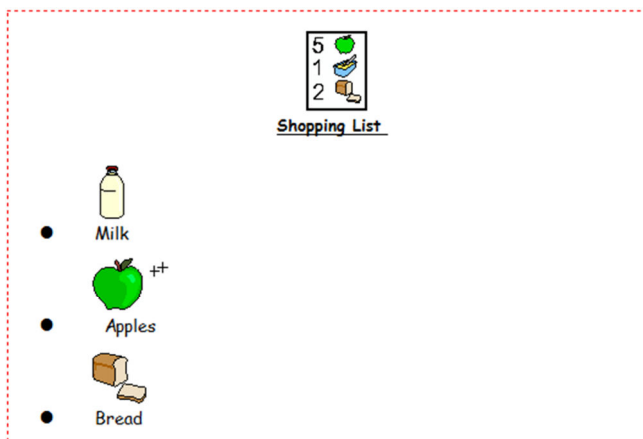 5
1
2
Shopping List
● Milk
++
● Apples
● Bread